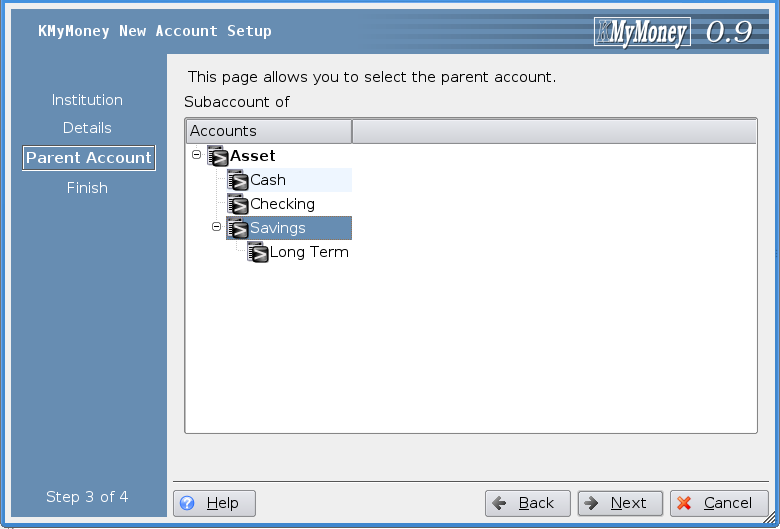 KMyMoney New Account Setup
KMyMoney 0.9
Institution
Details
Parent Account
Finish
Step 3 of 4
This page allows you to select the parent account.
Subaccount of
Accounts
Asset
Cash
Checking
Savings
Long Term
Help
Back
Next
Cancel